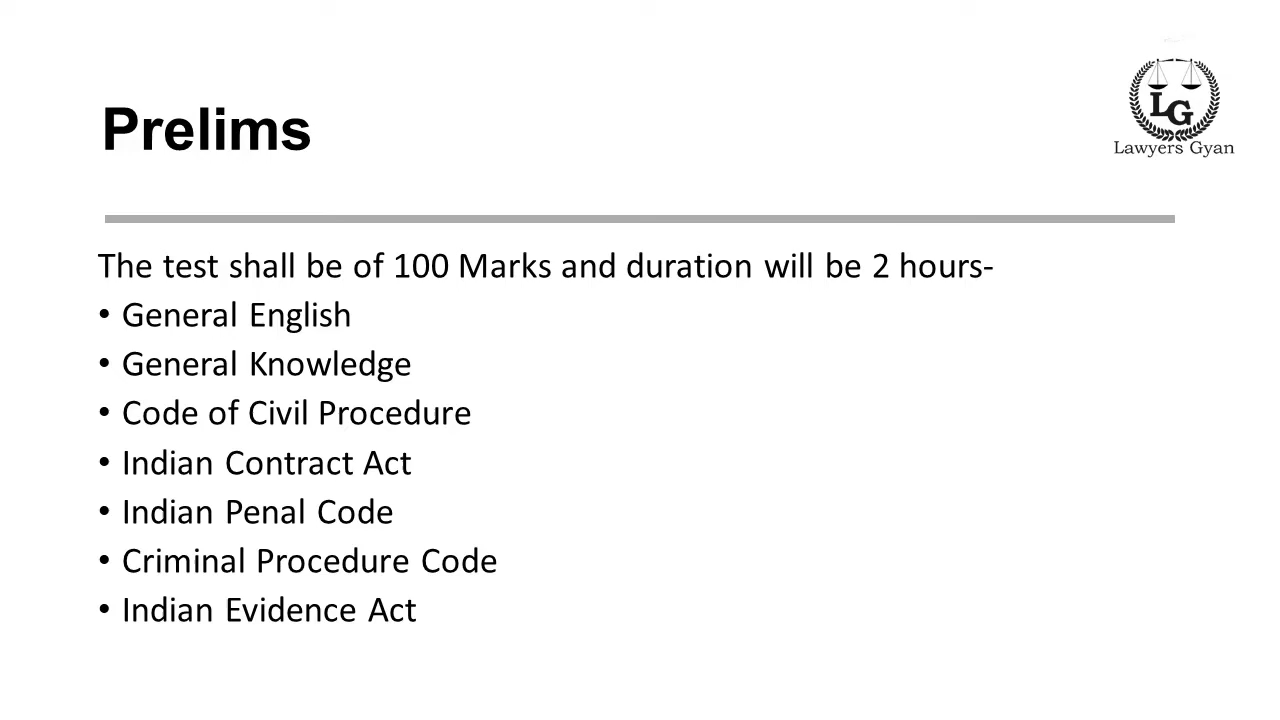 Prelims
LG
Lawyers Gyan
The test shall be of 100 Marks and duration will be 2 hours-
• General English
• General Knowledge
• Code of Civil Procedure
• Indian Contract Act
• Indian Penal Code
• Criminal Procedure Code
• Indian Evidence Act